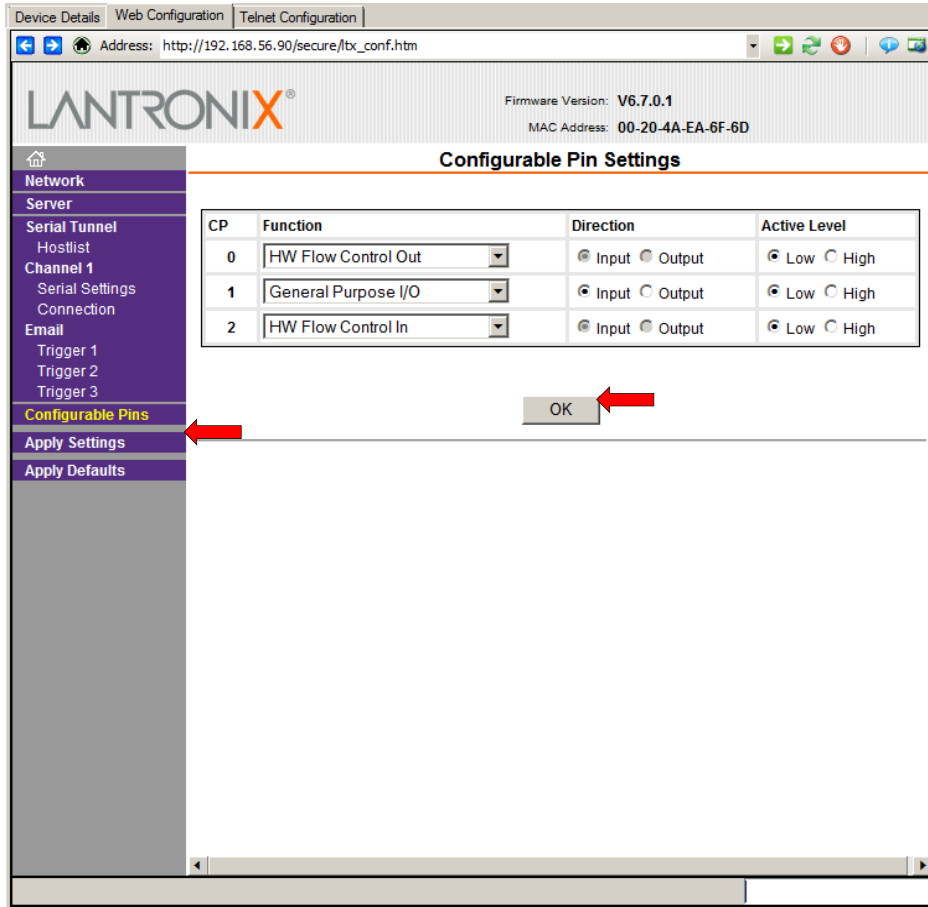 Device Details Web Configuration Telnet Configuration
Address: http://192.168.56.90/secure/ltx_conf.htm
LANTRONIX®
Firmware Version: V6.7.0.1
MAC Address: 00-20-4A-EA-6F-6D
Network
Server
Serial Tunnel
Hostlist
Channel 1
Serial Settings
Connection
Email
Trigger 1
Trigger 2
Trigger 3
Configurable Pins
Apply Settings
Apply Defaults
Configurable Pin Settings
CP Function Direction Active Level
0 HW Flow Control Out Input Output Low High
1 General Purpose I/O Input Output Low High
2 HW Flow Control In Input Output Low High
OK